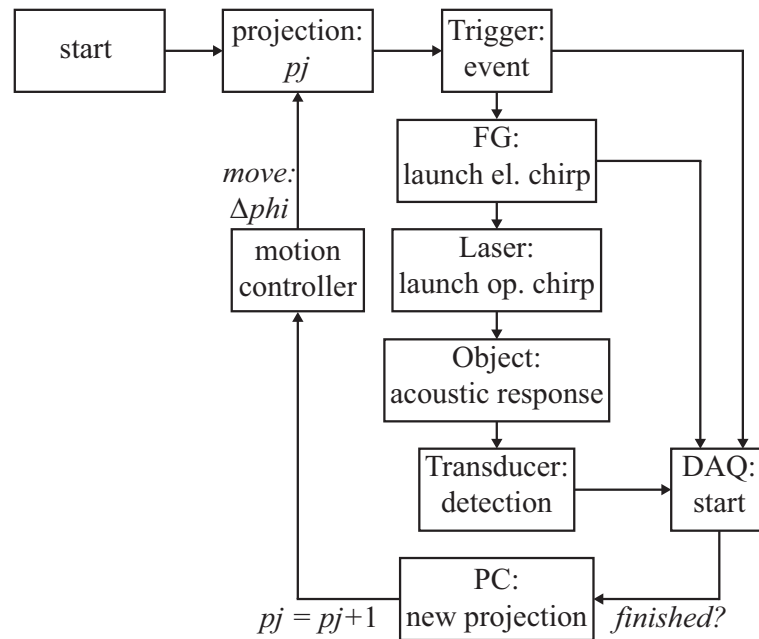 start
projection:
pj
Trigger:
event
FG:
launch el. chirp
move:
Δphi
Laser:
launch op. chirp
motion
controller
Object:
acoustic response
Transducer:
detection
DAQ:
start
PC:
new projection
pj = pj+1
finished?